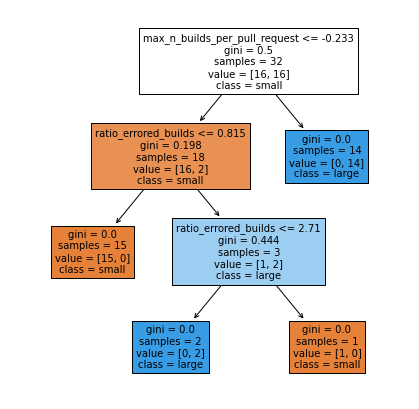 max_n_builds_per_pull_request <= -0.233
gini = 0.5
samples = 32
value = [16, 16]
class = small
ratio_errored_builds <= 0.815
gini = 0.198
samples = 18
value = [16, 2]
class = small
gini = 0.0
samples = 14
value = [0, 14]
class = large
gini = 0.0
samples = 15
value = [15, 0]
class = small
ratio_errored_builds <= 2.71
gini = 0.444
samples = 3
value = [1, 2]
class = large
gini = 0.0
samples = 2
value = [0, 2]
class = large
gini = 0.0
samples = 1
value = [1, 0]
class = small